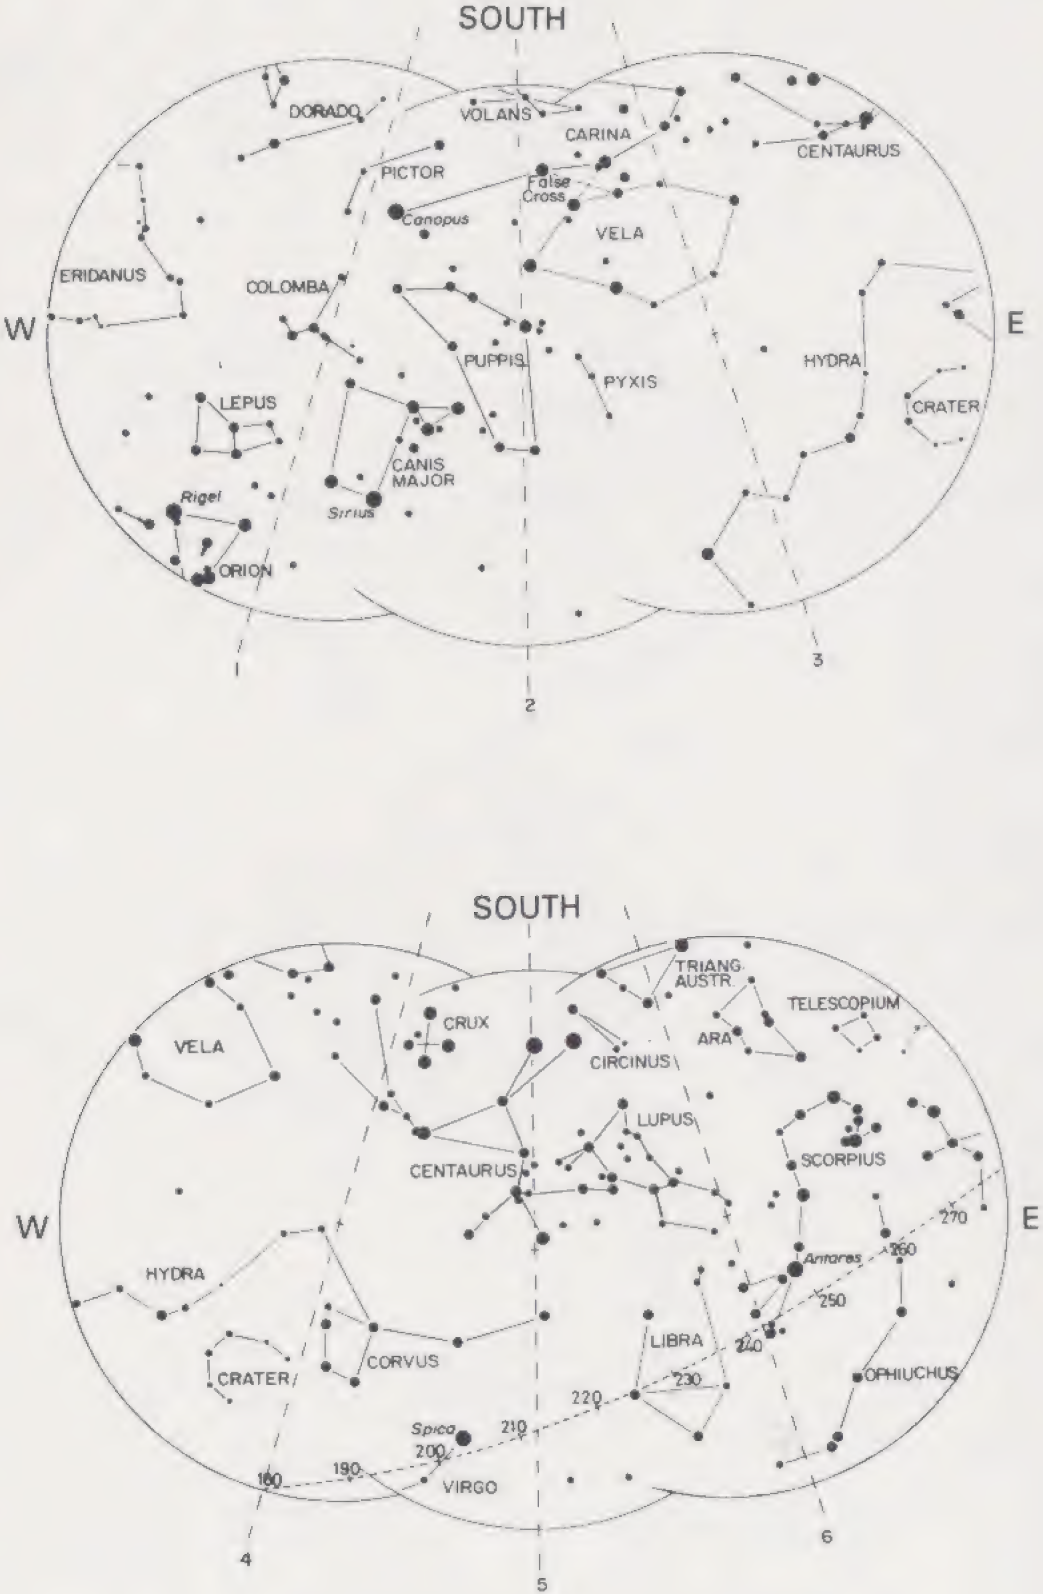 SOUTH
DORADO
VOLANS
CARINA
CENTAURUS
PICTOR
False
Cross
Canopus
VELA
ERIDANUS
COLOMBA
W
E
PUPPIS
PYXIS
HYDRA
LEPUS
CRATER
CANIS
MAJOR
Rigel
Sirius
ORION
1
2
3
SOUTH
TRIANG.
AUSTR.
TELESCOPIUM
CRUX
ARA
VELA
CIRCINUS
LUPUS
CENTAURUS
SCORPIUS
W
E
270
260
Antares
HYDRA
250
LIBRA
240
CORVUS
CRATER
230
OPHIUCHUS
220
Spica
210
200
190
180
VIRGO
4
5
6